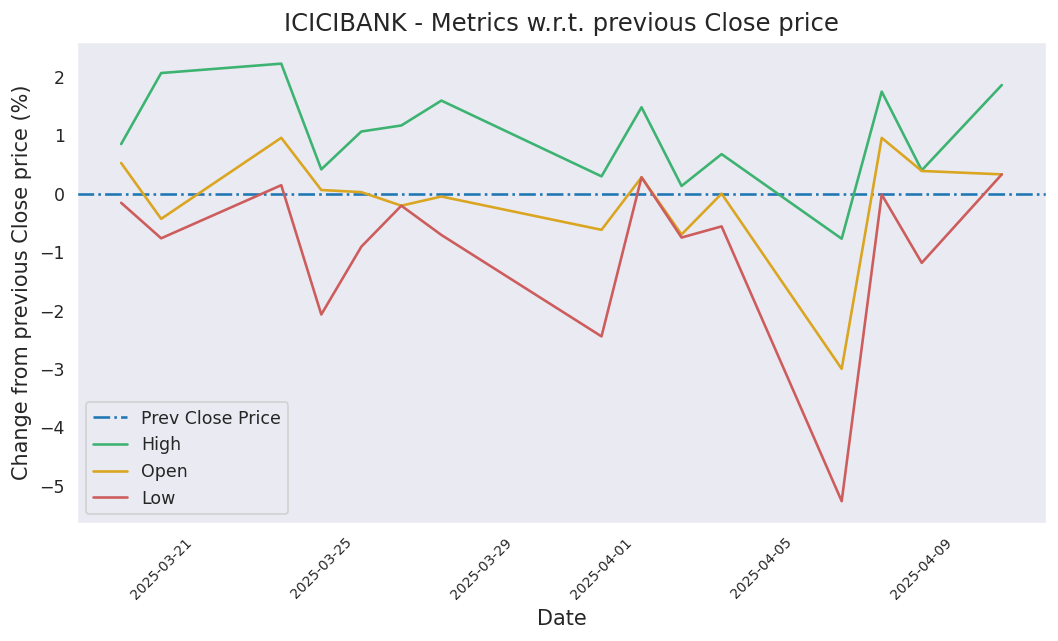 ICICIBANK - Metrics w.r.t. previous Close price
Change from previous Close price (%)
2
1
0
−1
−2
−3
−4
−5
Prev Close Price
High
Open
Low
2025-03-21
2025-03-25
2025-03-29
2025-04-01
2025-04-05
2025-04-09
Date